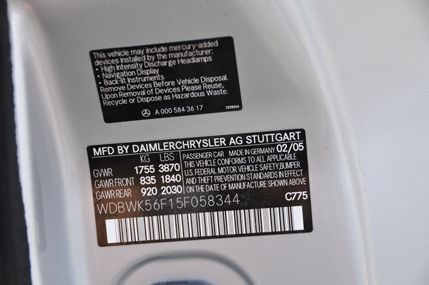 This vehicle may include mercury-added
devices installed by the manufacturer:
• High Intensity Discharge Headlamps
• Navigation Display
• Back-lit Instruments
Remove Devices Before Vehicle Disposal.
Upon Removal of Devices Please Reuse,
Recycle or Dispose as Hazardous Waste.
A 000 584 36 17
MFD BY DAIMLERCHRYSLER AG STUTTGART
KG LBS PASSENGER CAR MADE IN GERMANY 02/05
GVWR 1755 3870 THIS VEHICLE CONFORMS TO ALL APPLICABLE
GAWR FRONT 835 1840 U.S. FEDERAL MOTOR VEHICLE SAFETY, BUMPER
GAWR REAR 920 2030 AND THEFT PREVENTION STANDARDS IN EFFECT
ON THE DATE OF MANUFACTURE SHOWN ABOVE
WDBWK56F15F058344 C775